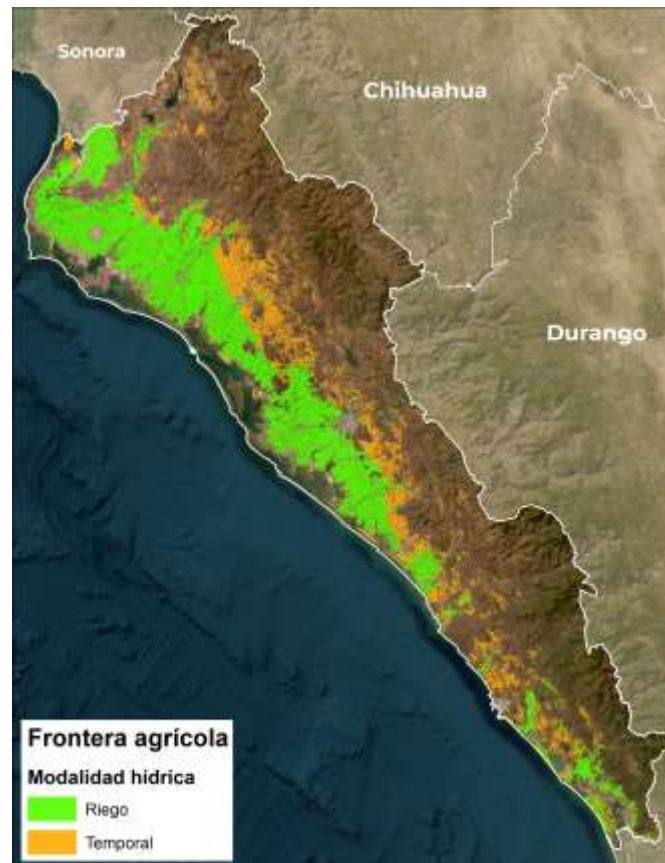 Sonora
Chihuahua
Durango
Frontera agrícola
Modalidad hídrica
Riego
Temporal